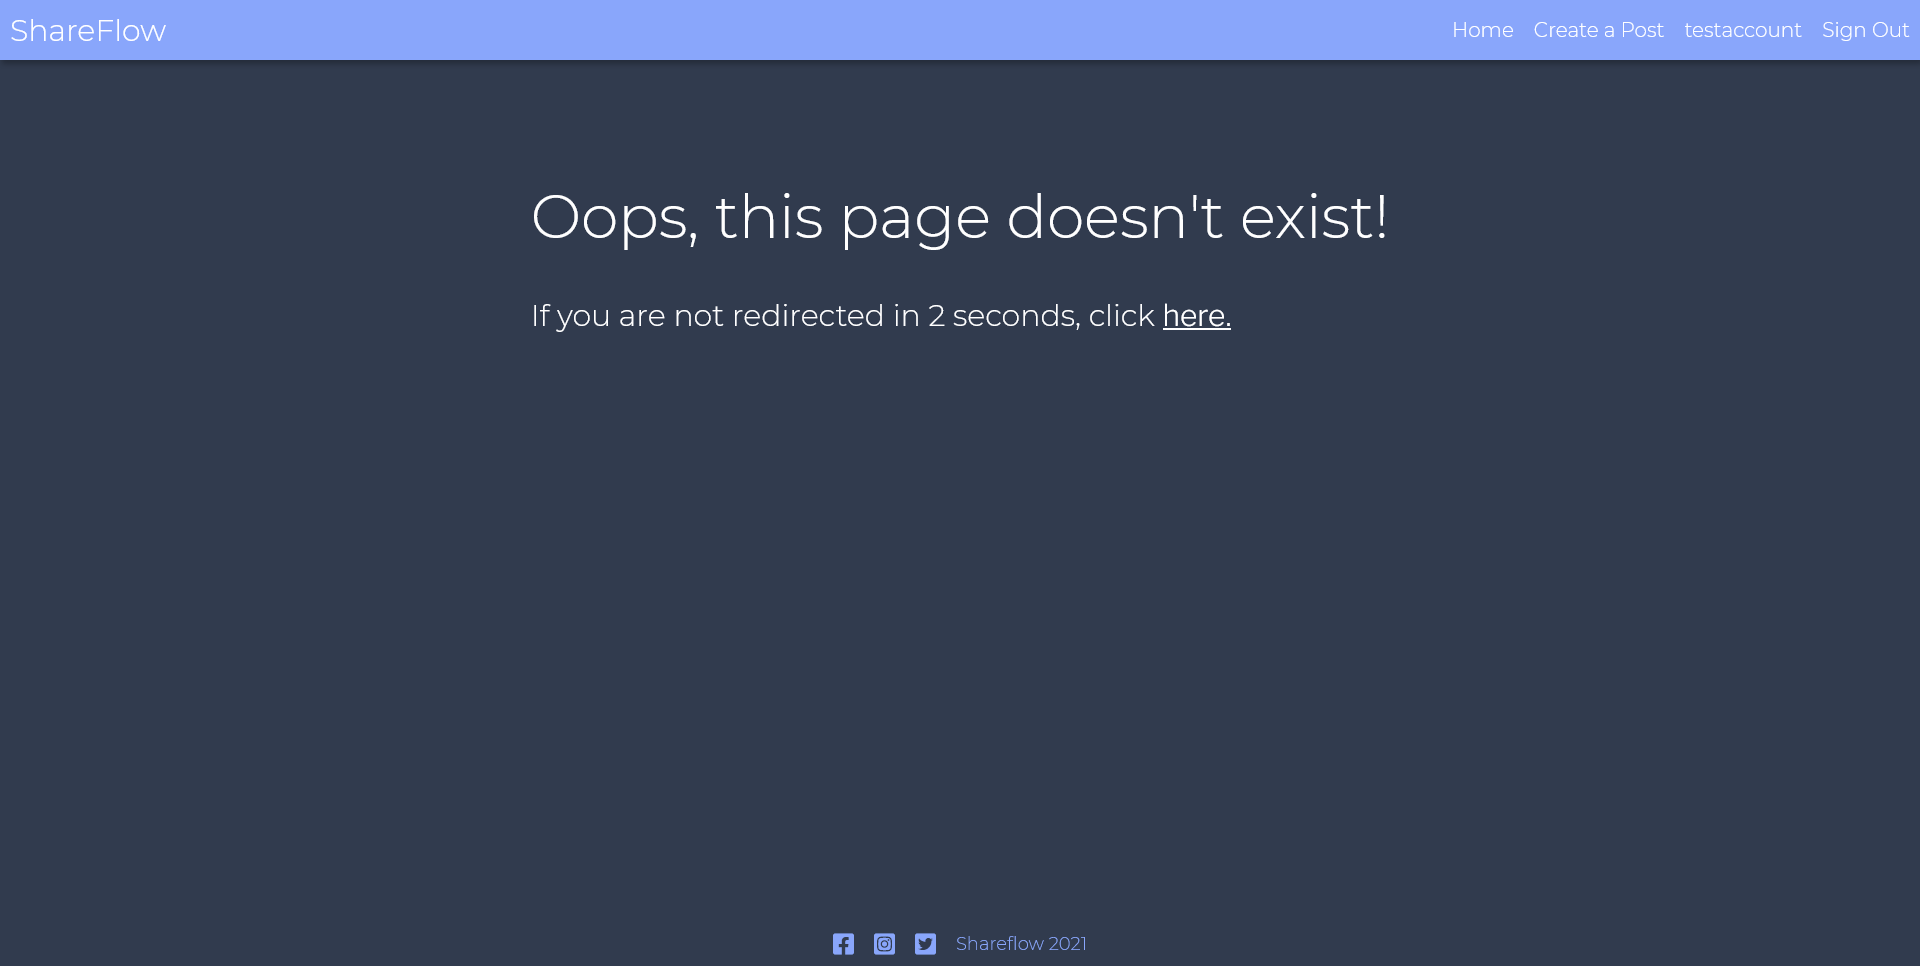 ShareFlow
Home Create a Post testaccount Sign Out
Oops, this page doesn't exist!
If you are not redirected in 2 seconds, click here.
Shareflow 2021